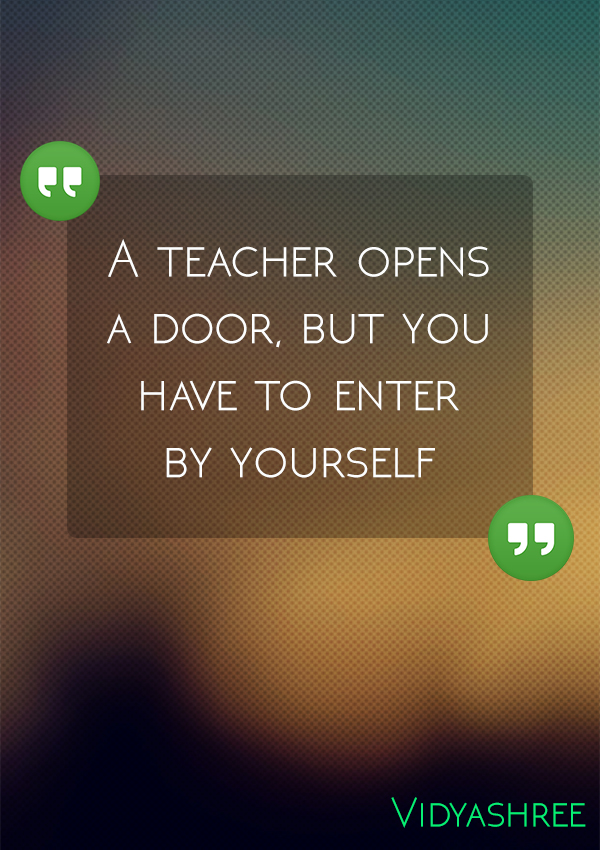 A TEACHER OPENS
A DOOR, BUT YOU
HAVE TO ENTER
BY YOURSELF
VIDYASHREE